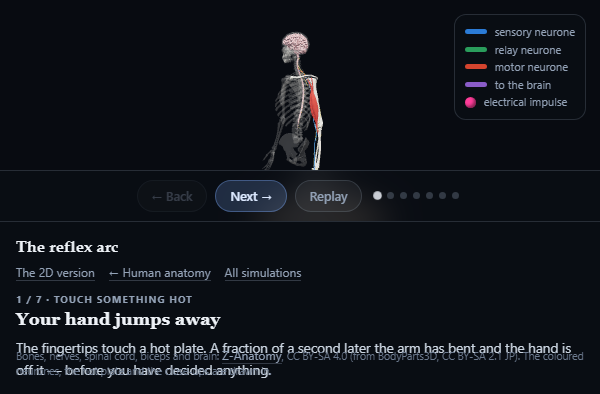 sensory neurone
relay neurone
motor neurone
to the brain
electrical impulse
← Back
Next →
Replay
The reflex arc
The 2D version
← Human anatomy
All simulations
1 / 7 · TOUCH SOMETHING HOT
Your hand jumps away
The fingertips touch a hot plate. A fraction of a second later the arm has bent and the hand is
off it — before you have decided anything.
Bones, nerves, spinal cord, biceps and brain: Z-Anatomy, CC BY-SA 4.0 (from BodyParts3D, CC BY-SA 2.1 JP). The coloured